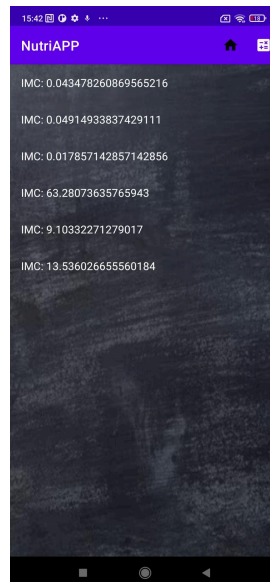 15:42
18
NutriAPP
IMC: 0.043478260869565216
IMC: 0.04914933837429111
IMC: 0.017857142857142856
IMC: 63.28073635765943
IMC: 9.10332271279017
IMC: 13.536026655560184